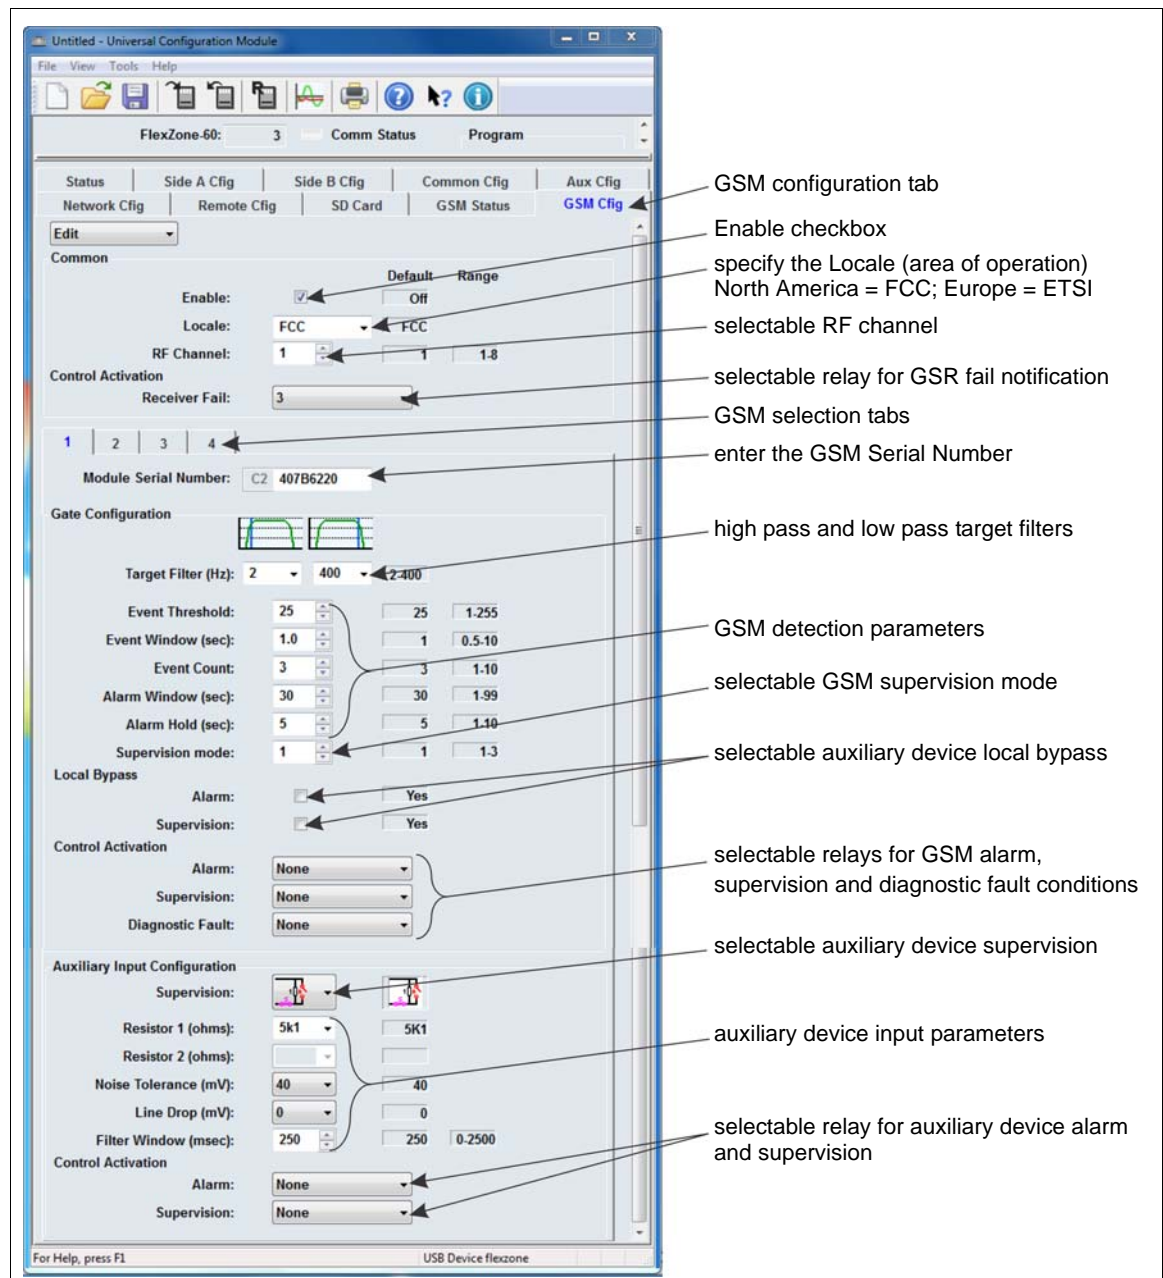 Untitled - Universal Configuration Module
File View Tools Help
FlexZone-60: 3 Comm Status Program
Status Side A Cfig Side B Cfig Common Cfig Aux Cfig
Network Cfig Remote Cfig SD Card GSM Status GSM Cfig
GSM configuration tab
Edit
Enable checkbox
Common
Default Range
specify the Locale (area of operation)
North America = FCC; Europe = ETSI
Enable: Off
Locale: FCC FCC
selectable RF channel
RF Channel: 1 1 1-8
Control Activation
selectable relay for GSR fail notification
Receiver Fail: 3
GSM selection tabs
1 2 3 4
enter the GSM Serial Number
Module Serial Number: C2 407B6220
Gate Configuration
high pass and low pass target filters
Target Filter (Hz): 2 400 2-400
Event Threshold: 25 25 1-255
GSM detection parameters
Event Window (sec): 1.0 1 0.5-10
Event Count: 3 3 1-10
selectable GSM supervision mode
Alarm Window (sec): 30 30 1-99
Alarm Hold (sec): 5 5 1-10
Supervision mode: 1 1 1-3
selectable auxiliary device local bypass
Local Bypass
Alarm: Yes
Supervision: Yes
Control Activation
selectable relays for GSM alarm,
supervision and diagnostic fault conditions
Alarm: None
Supervision: None
Diagnostic Fault: None
selectable auxiliary device supervision
Auxiliary Input Configuration
Supervision:
Resistor 1 (ohms): 5k1 5K1
auxiliary device input parameters
Resistor 2 (ohms):
Noise Tolerance (mV): 40 40
Line Drop (mV): 0 0
selectable relay for auxiliary device alarm
and supervision
Filter Window (msec): 250 250 0-2500
Control Activation
Alarm: None
Supervision: None
For Help, press F1 USB Device flexzone